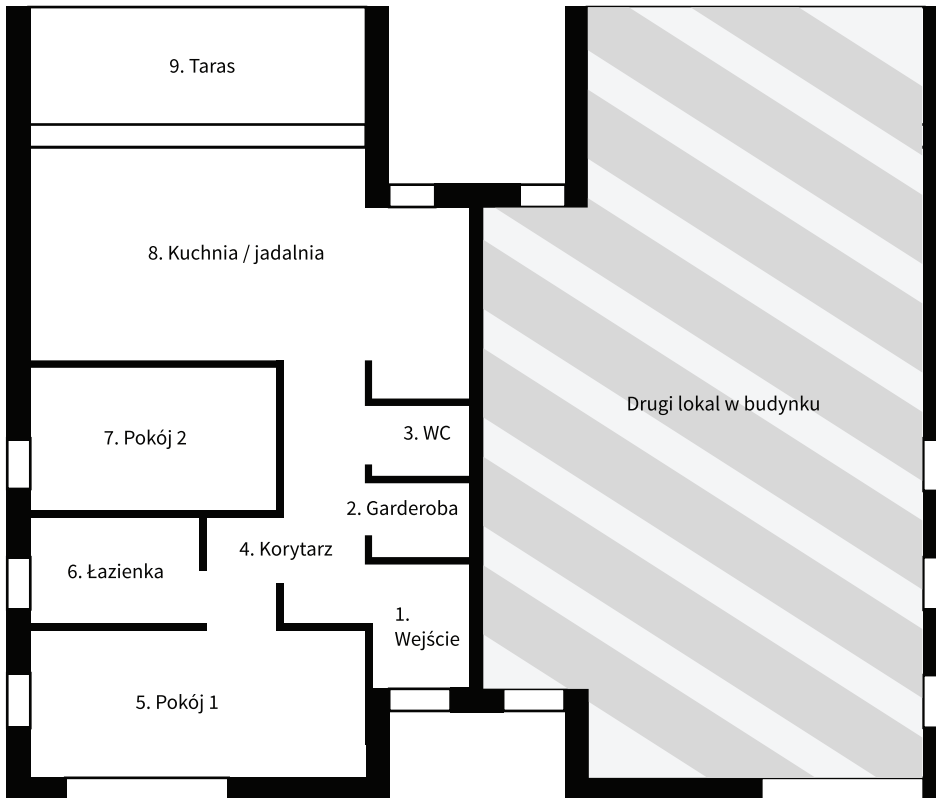 9. Taras
8. Kuchnia / jadalnia
Drugi lokal w budynku
7. Pokój 2
3. WC
2. Garderoba
4. Korytarz
6. Łazienka
1.
Wejście
5. Pokój 1